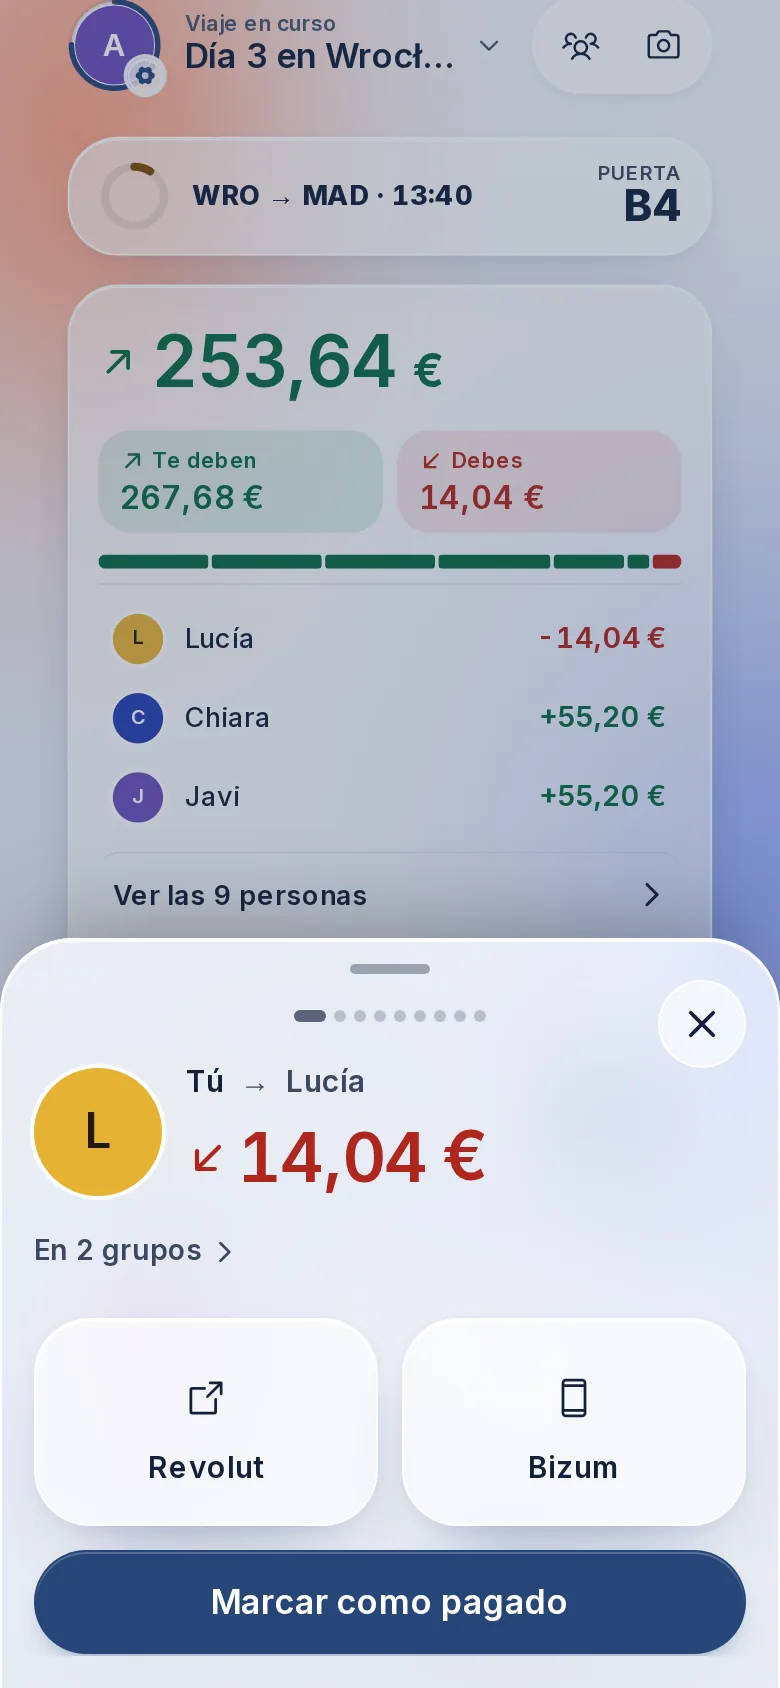 A
Viaje en curso
Día 3 en Wrocł…
WRO → MAD · 13:40
PUERTA
B4
253,64 €
Te deben
267,68 €
Debes
14,04 €
L
Lucía
-14,04 €
C
Chiara
+55,20 €
J
Javi
+55,20 €
Ver las 9 personas
L
Tú → Lucía
14,04 €
En 2 grupos
Revolut
Bizum
Marcar como pagado